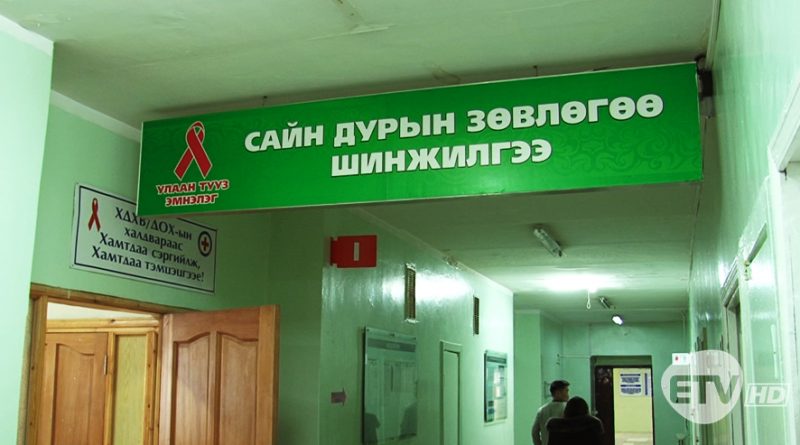 САЙН ДУРЫН ЗӨВЛӨГӨӨ
ШИНЖИЛГЭЭ
УЛААН ТУУЗ
ЭМНЭЛЭГ
ХДХВ/ДОХ-ын
халдвараас
Хамтдаа сэргийлж,
Хамтдаа тэмцэцгээе!
ETV HD